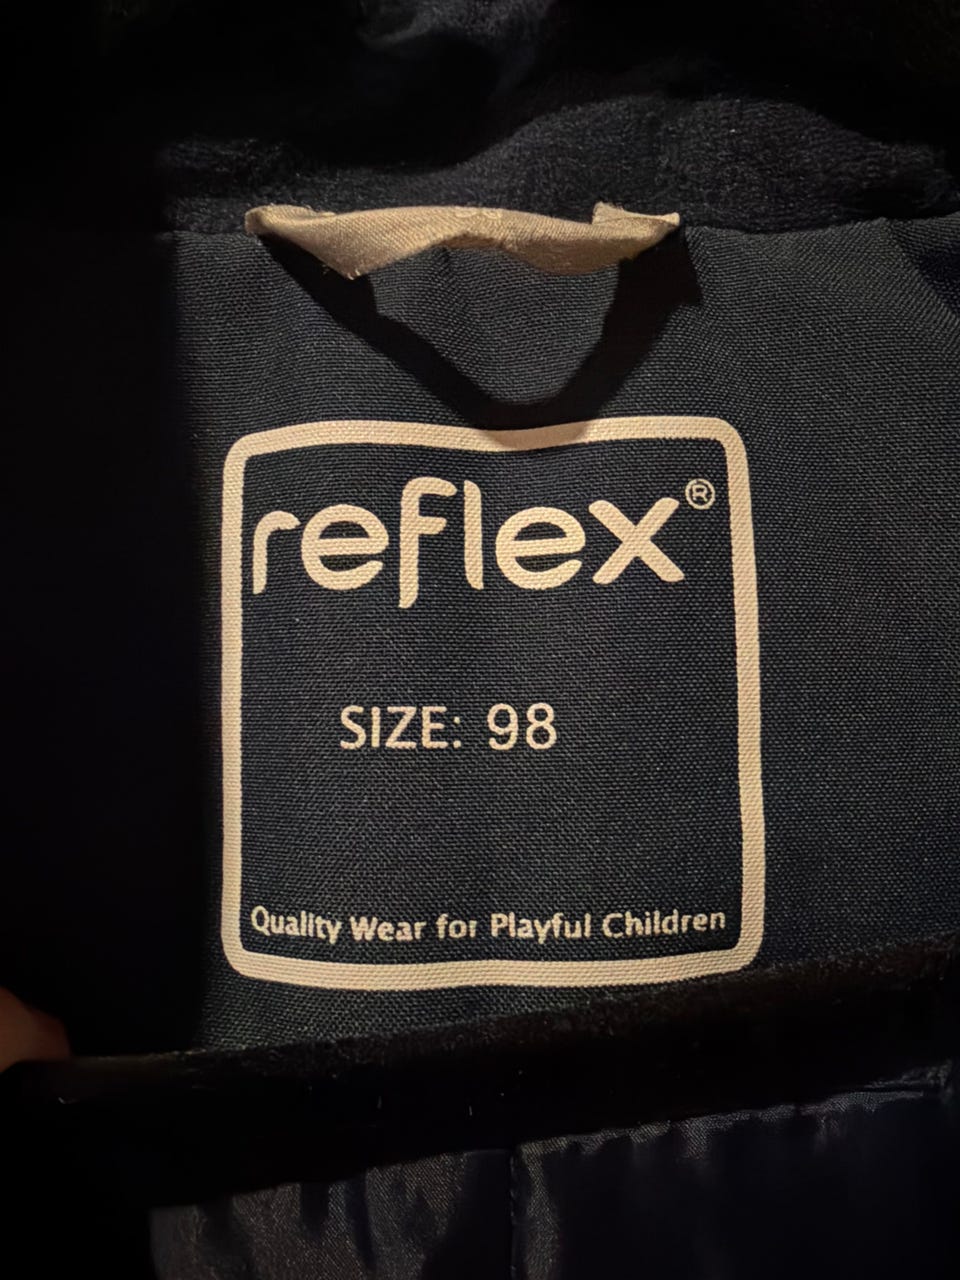 reflex®
SIZE: 98
Quality Wear for Playful Children